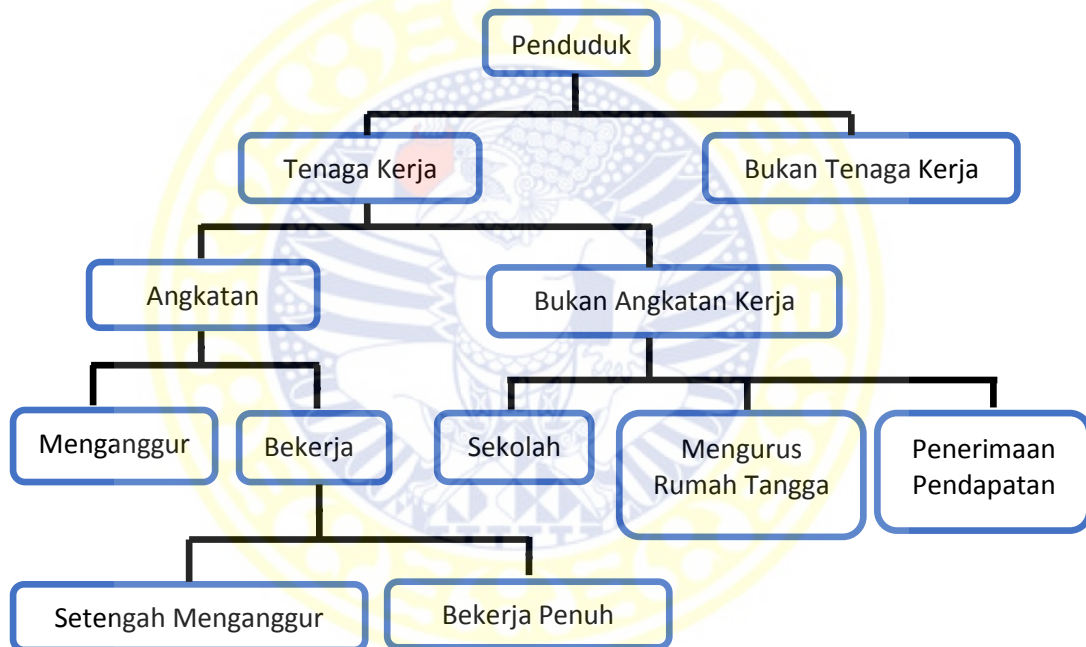 Penduduk
Tenaga Kerja
Bukan Tenaga Kerja
Angkatan
Bukan Angkatan Kerja
Menganggur
Bekerja
Sekolah
Mengurus
Rumah Tangga
Penerimaan
Pendapatan
Setengah Menganggur
Bekerja Penuh